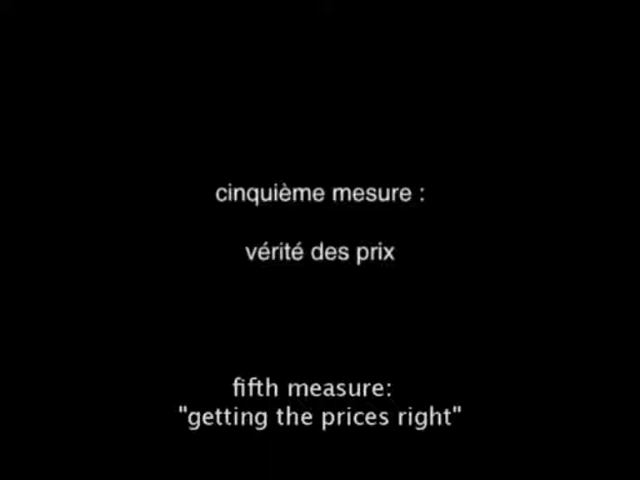 cinquième mesure :
vérité des prix
fifth measure:
"getting the prices right"